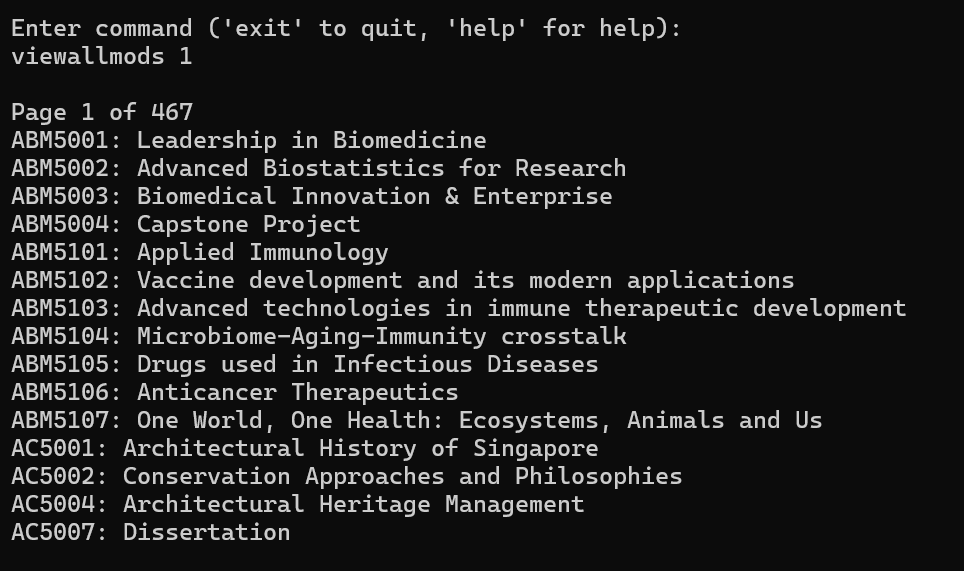 Enter command ('exit' to quit, 'help' for help):
viewallmods 1
Page 1 of 467
ABM5001: Leadership in Biomedicine
ABM5002: Advanced Biostatistics for Research
ABM5003: Biomedical Innovation & Enterprise
ABM5004: Capstone Project
ABM5101: Applied Immunology
ABM5102: Vaccine development and its modern applications
ABM5103: Advanced technologies in immune therapeutic development
ABM5104: Microbiome-Aging-Immunity crosstalk
ABM5105: Drugs used in Infectious Diseases
ABM5106: Anticancer Therapeutics
ABM5107: One World, One Health: Ecosystems, Animals and Us
AC5001: Architectural History of Singapore
AC5002: Conservation Approaches and Philosophies
AC5004: Architectural Heritage Management
AC5007: Dissertation